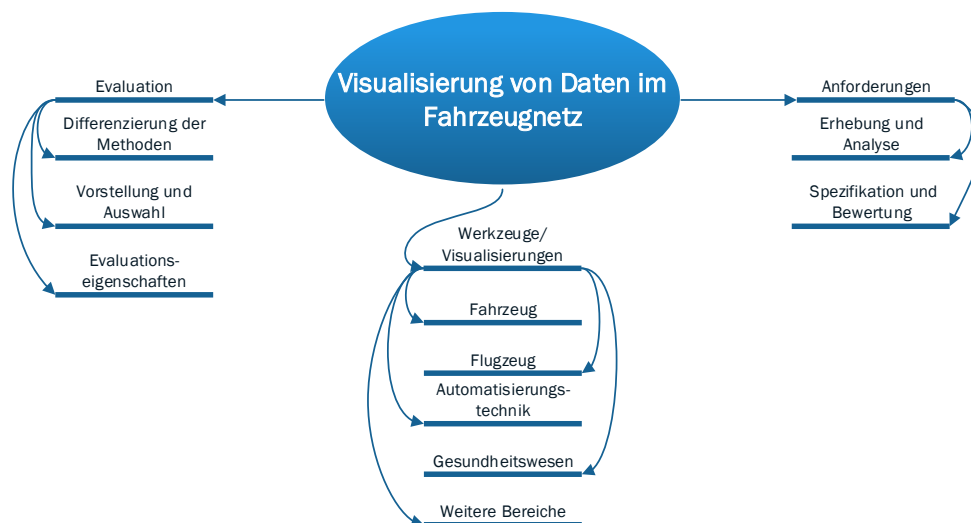 Visualisierung von Daten im
Fahrzeugnetz
Evaluation
Differenzierung der
Methoden
Vorstellung und
Auswahl
Evaluations-
eigenschaften
Werkzeuge/
Visualisierungen
Fahrzeug
Flugzeug
Automatisierungs-
technik
Gesundheitswesen
Weitere Bereiche
Anforderungen
Erhebung und
Analyse
Spezifikation und
Bewertung